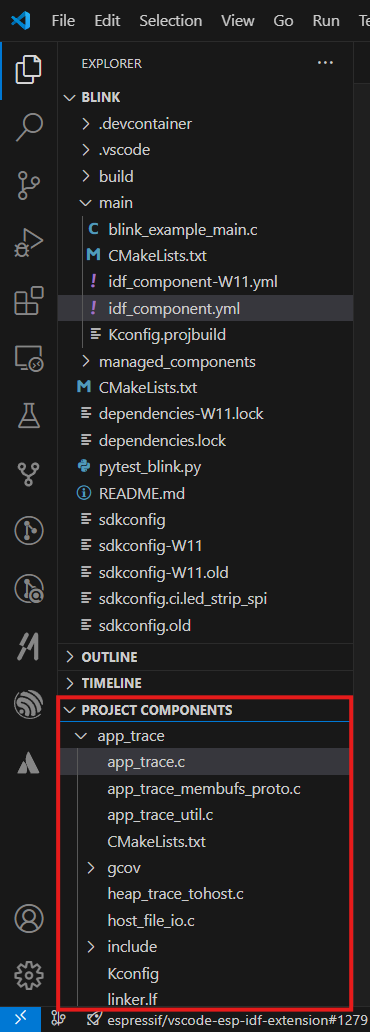 File Edit Selection View Go Run Te
EXPLORER
BLINK
.devcontainer
.vscode
build
main
C blink_example_main.c
M CMakeLists.txt
! idf_component-W11.yml
! idf_component.yml
Kconfig.projbuild
managed_components
M CMakeLists.txt
dependencies-W11.lock
dependencies.lock
pytest_blink.py
README.md
sdkconfig
sdkconfig-W11
sdkconfig-W11.old
sdkconfig.ci.led_strip_spi
sdkconfig.old
OUTLINE
TIMELINE
PROJECT COMPONENTS
app_trace
app_trace.c
app_trace_membufs_proto.c
app_trace_util.c
CMakeLists.txt
gcov
heap_trace_tohost.c
host_file_io.c
include
Kconfig
linker.lf
espressif/vscode-esp-idf-extension#1279